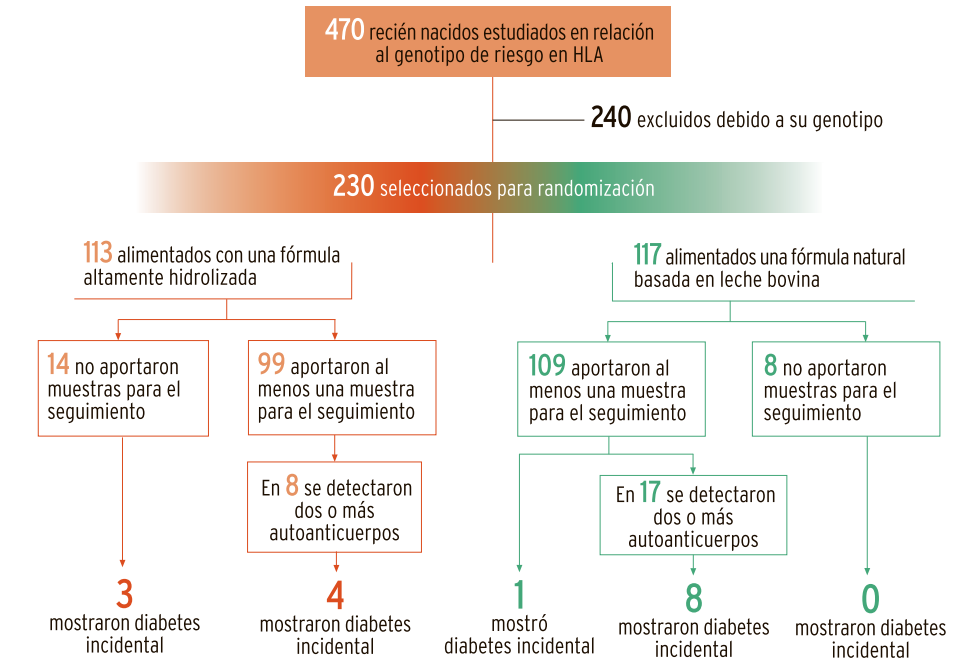 470 recién nacidos estudiados en relación
al genotipo de riesgo en HLA
240 excluidos debido a su genotipo
230 seleccionados para randomización
113 alimentados con una fórmula
altamente hidrolizada
117 alimentados una fórmula natural
basada en leche bovina
14 no aportaron
muestras para el
seguimiento
99 aportaron al
menos una muestra
para el seguimiento
109 aportaron al
menos una muestra
para el seguimiento
8 no aportaron
muestras para el
seguimiento
En 8 se detectaron
dos o más
autoanticuerpos
En 17 se detectaron
dos o más
autoanticuerpos
3
mostraron diabetes
incidental
4
mostraron diabetes
incidental
1
mostró
diabetes incidental
8
mostraron diabetes
incidental
0
mostraron diabetes
incidental